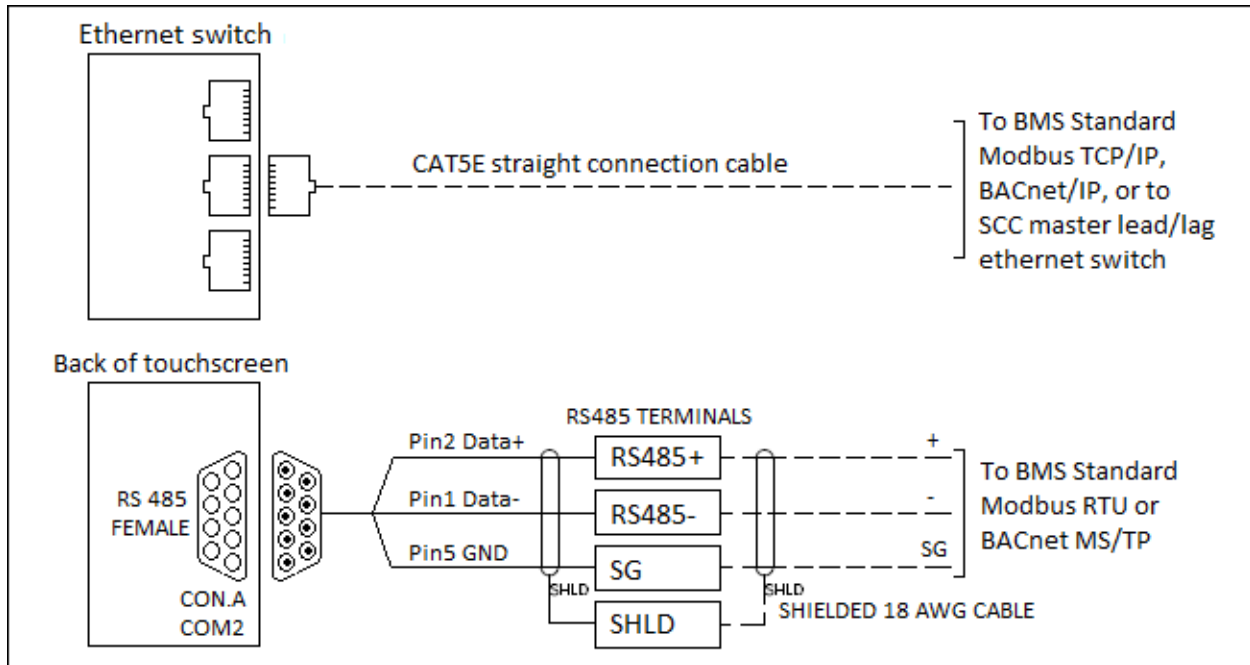 Ethernet switch
CAT5E straight connection cable
To BMS Standard
Modbus TCP/IP,
BACnet/IP, or to
SCC master lead/lag
ethernet switch
Back of touchscreen
RS 485
FEMALE
CON.A
COM2
Pin2 Data+
Pin1 Data-
Pin5 GND
RS485 TERMINALS
RS485+
RS485-
SG
SHLD
SHLD
SHLD
SHIELDED 18 AWG CABLE
+
-
SG
To BMS Standard
Modbus RTU or
BACnet MS/TP